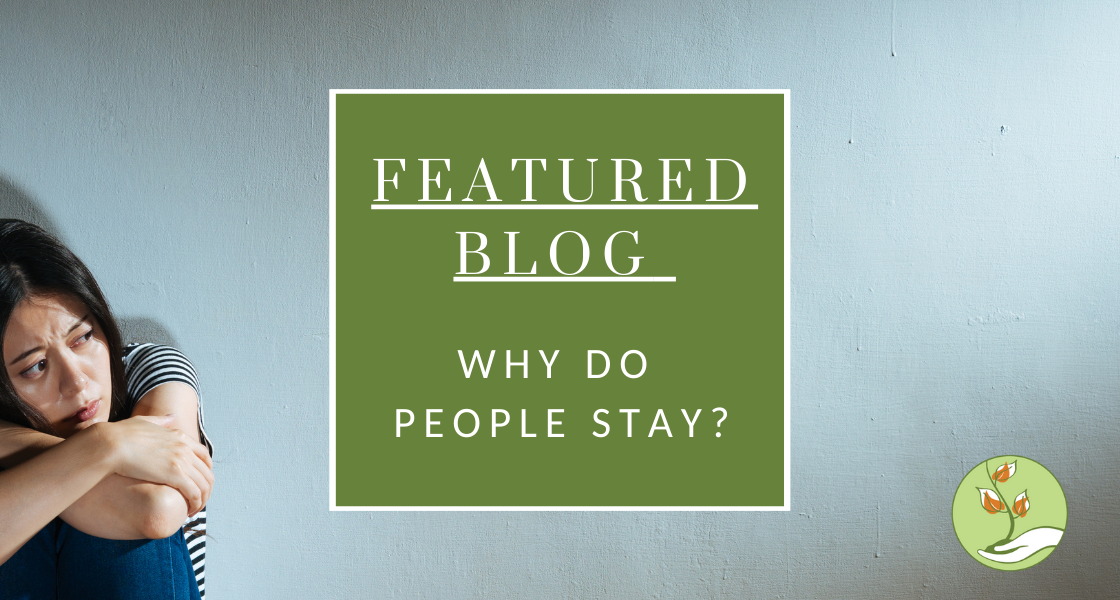 FEATURED
BLOG
WHY DO
PEOPLE STAY?